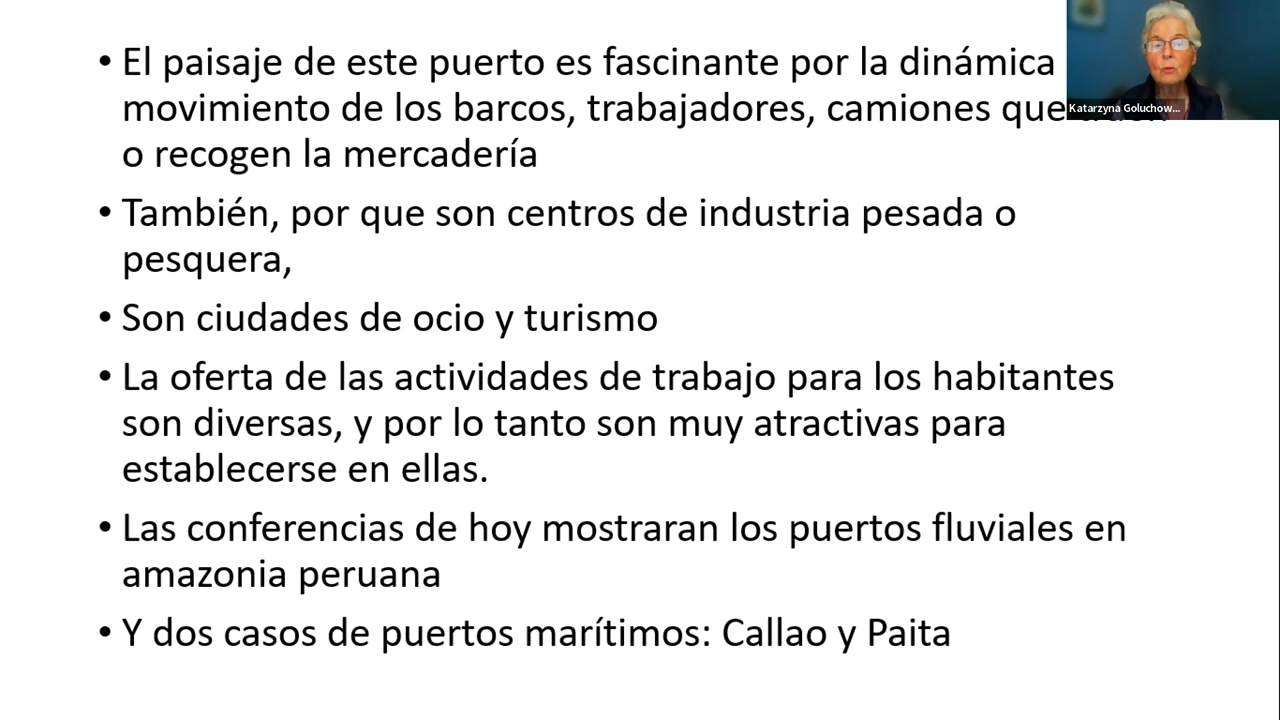 • El paisaje de este puerto es fascinante por la dinámica
movimiento de los barcos, trabajadores, camiones que
o recogen la mercadería
• También, por que son centros de industria pesada o
pesquera,
• Son ciudades de ocio y turismo
• La oferta de las actividades de trabajo para los habitantes
son diversas, y por lo tanto son muy atractivas para
establecerse en ellas.
• Las conferencias de hoy mostraran los puertos fluviales en
amazonia peruana
• Y dos casos de puertos marítimos: Callao y Paita
Katarzyna Goluchow...